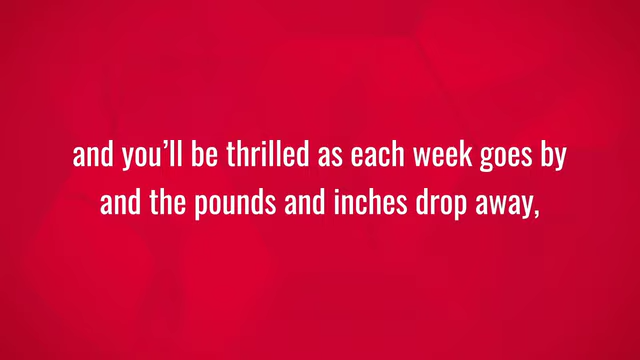 and you’ll be thrilled as each week goes by
and the pounds and inches drop away,